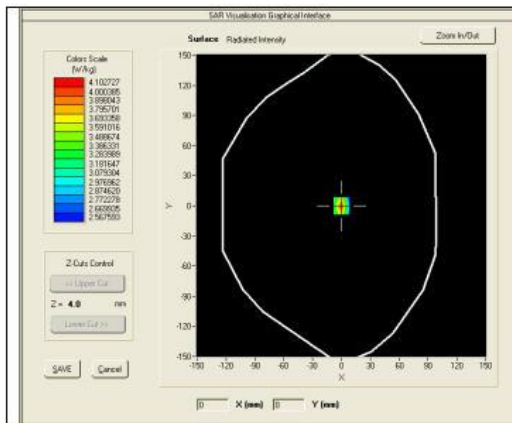 SAR Visualisation Graphical Interface
Surface Radiated Intensity
Zoom In/Out
Colors Scale
(W/kg)
4.102727
4.000385
3.898043
3.795701
3.693358
3.591016
3.488674
3.386331
3.283989
3.181647
3.079304
2.976962
2.874620
2.772278
2.669935
2.567593
Z-Cuts Control
<< Upper Cut
Z = 4.0 mm
Lower Cut >>
SAVE Cancel
150
120
90
60
30
0
-30
-60
-90
-120
-150
Y
-150 -120 -90 -60 -30 0 30 60 90 120 150
X
0 X (mm) 0 Y (mm)